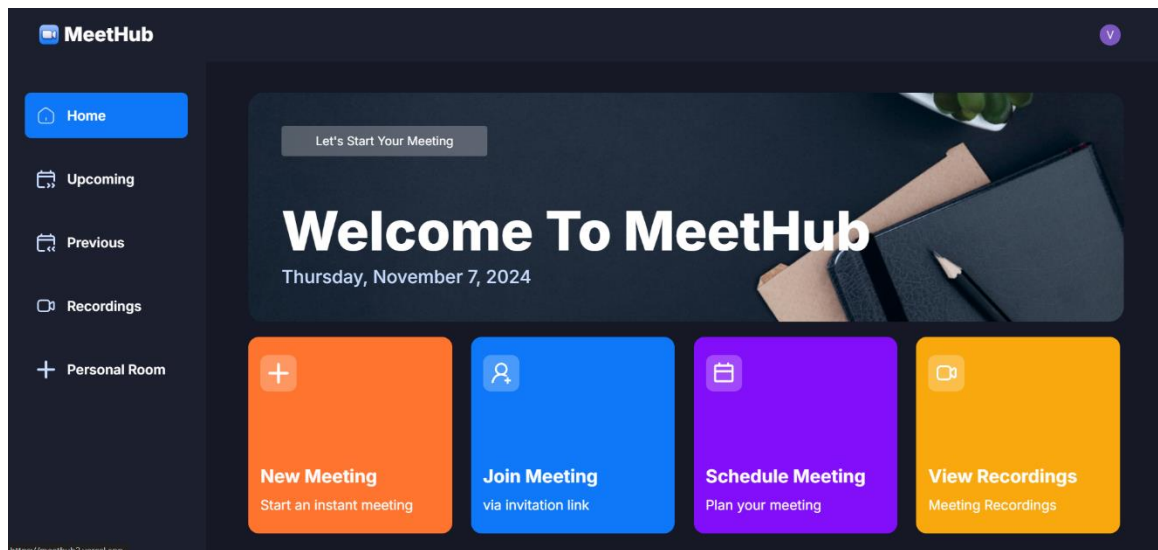 MeetHub
V
Home
Upcoming
Previous
Recordings
Personal Room
Let's Start Your Meeting
Welcome To MeetHub
Thursday, November 7, 2024
New Meeting
Start an instant meeting
Join Meeting
via invitation link
Schedule Meeting
Plan your meeting
View Recordings
Meeting Recordings